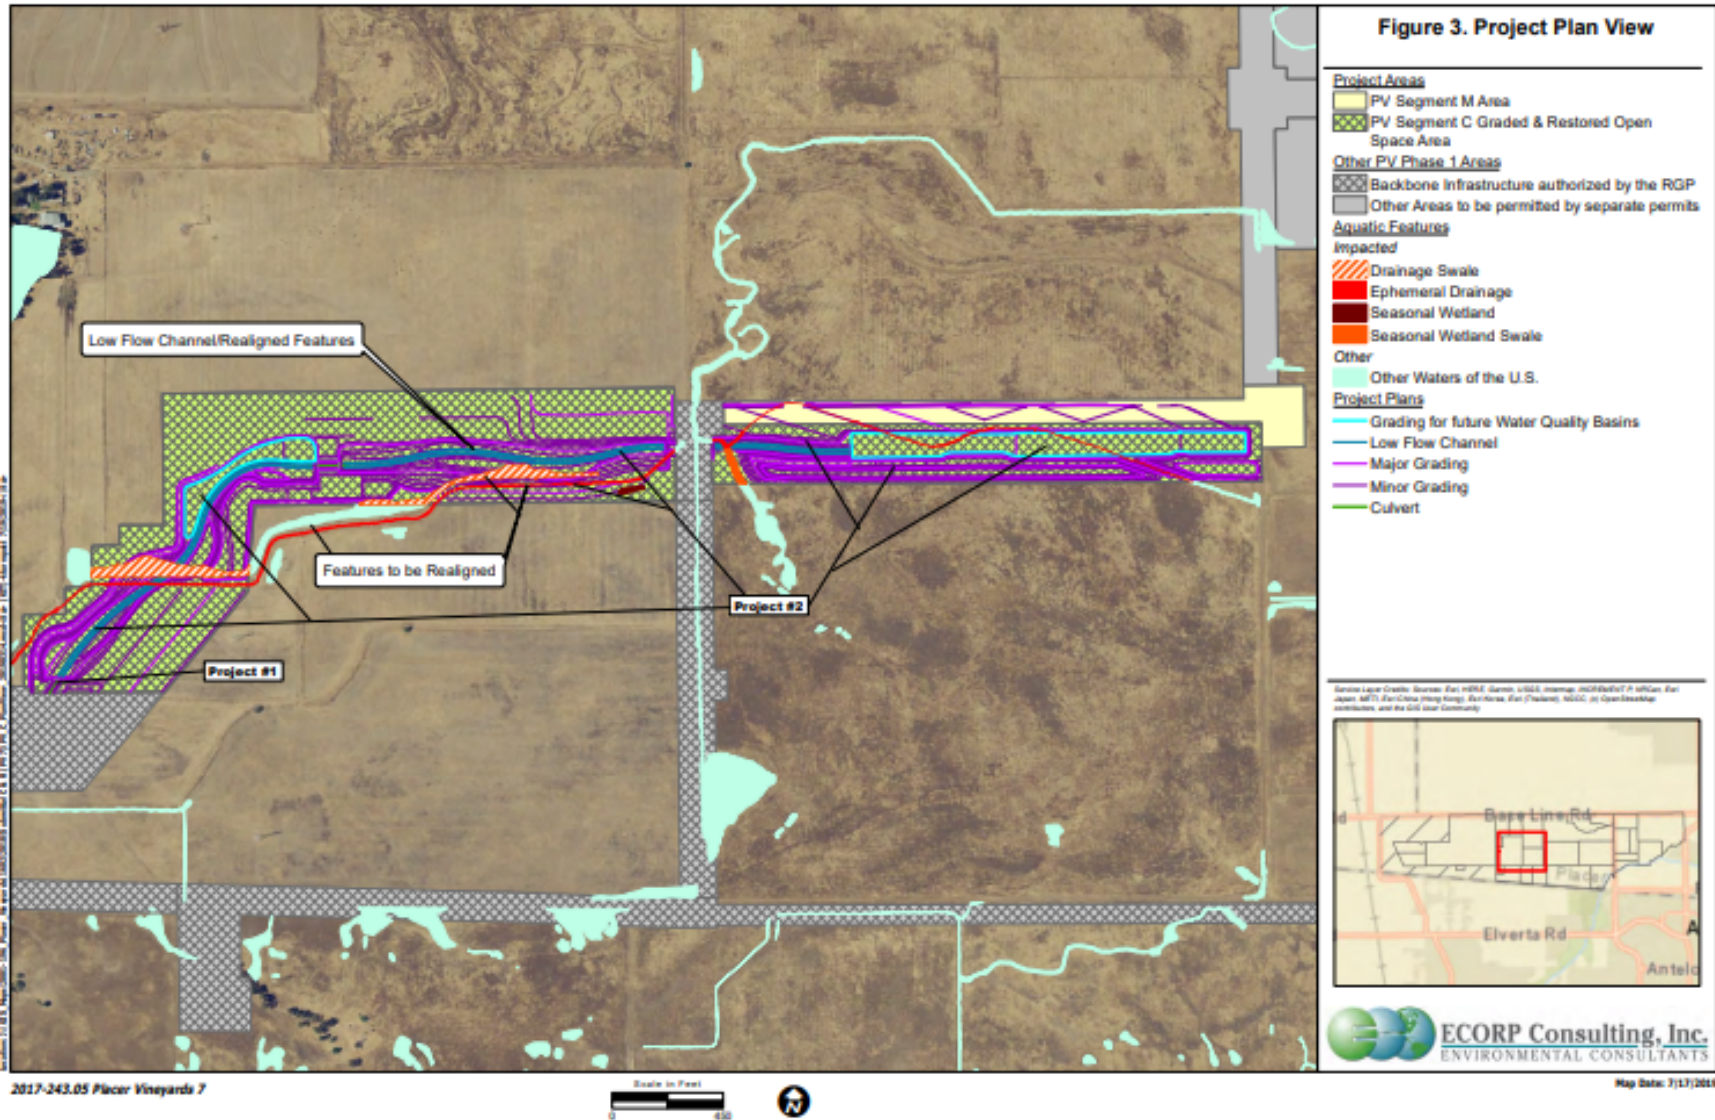 Figure 3. Project Plan View
Project Areas
PV Segment M Area
PV Segment C Graded & Restored Open
Space Area
Other PV Phase 1 Areas
Backbone Infrastructure authorized by the RGP
Other Areas to be permitted by separate permits
Aquatic Features
Impacted
Drainage Swale
Ephemeral Drainage
Seasonal Wetland
Seasonal Wetland Swale
Other
Other Waters of the U.S.
Project Plans
Grading for future Water Quality Basins
Low Flow Channel
Major Grading
Minor Grading
Culvert
Low Flow Channel/Realigned Features
Features to be Realigned
Project #2
Project #1
Base Line Rd
Placer
Elverta Rd
A
Antelo
ECORP Consulting, Inc.
ENVIRONMENTAL CONSULTANTS
2017-243.05 Placer Vineyards 7
Scale in Feet
0 450
N
Map Date: 7/17/2019